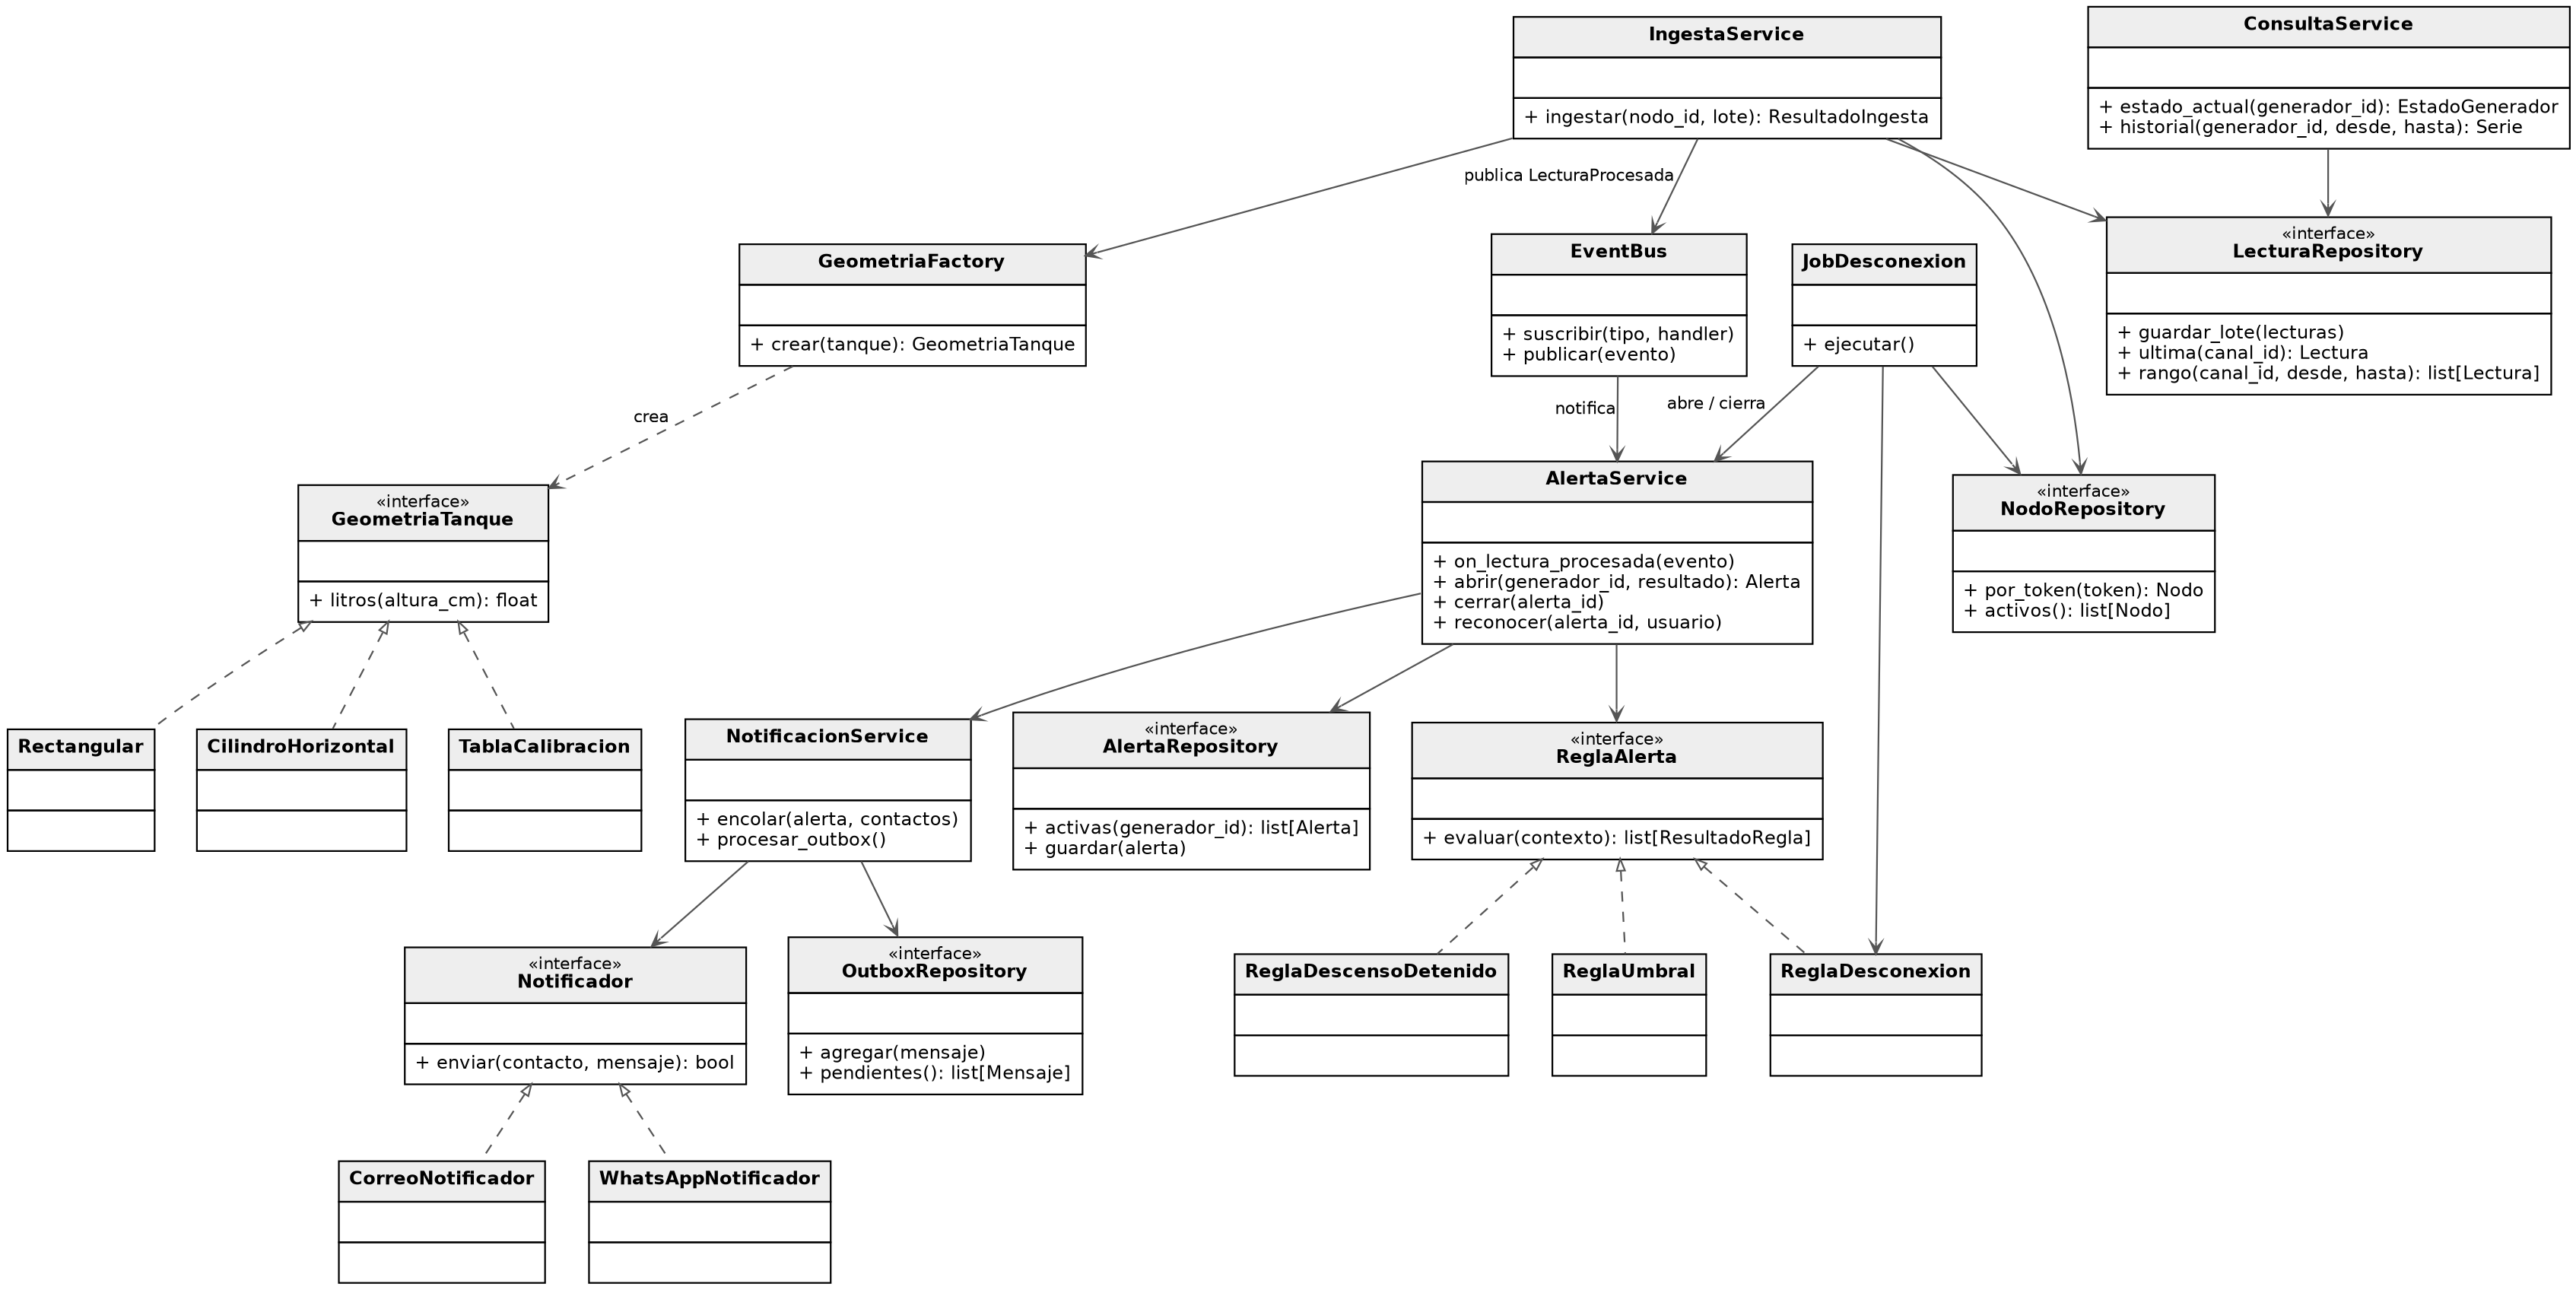 IngestaService
+ ingestar(nodo_id, lote): ResultadoIngesta
ConsultaService
+ estado_actual(generador_id): EstadoGenerador
+ historial(generador_id, desde, hasta): Serie
publica LecturaProcesada
GeometriaFactory
+ crear(tanque): GeometriaTanque
EventBus
+ suscribir(tipo, handler)
+ publicar(evento)
JobDesconexion
+ ejecutar()
«interface»
LecturaRepository
+ guardar_lote(lecturas)
+ ultima(canal_id): Lectura
+ rango(canal_id, desde, hasta): list[Lectura]
crea
notifica
abre / cierra
«interface»
GeometriaTanque
+ litros(altura_cm): float
AlertaService
+ on_lectura_procesada(evento)
+ abrir(generador_id, resultado): Alerta
+ cerrar(alerta_id)
+ reconocer(alerta_id, usuario)
«interface»
NodoRepository
+ por_token(token): Nodo
+ activos(): list[Nodo]
Rectangular
CilindroHorizontal
TablaCalibracion
NotificacionService
+ encolar(alerta, contactos)
+ procesar_outbox()
«interface»
AlertaRepository
+ activas(generador_id): list[Alerta]
+ guardar(alerta)
«interface»
ReglaAlerta
+ evaluar(contexto): list[ResultadoRegla]
«interface»
Notificador
+ enviar(contacto, mensaje): bool
«interface»
OutboxRepository
+ agregar(mensaje)
+ pendientes(): list[Mensaje]
ReglaDescensoDetenido
ReglaUmbral
ReglaDesconexion
CorreoNotificador
WhatsAppNotificador